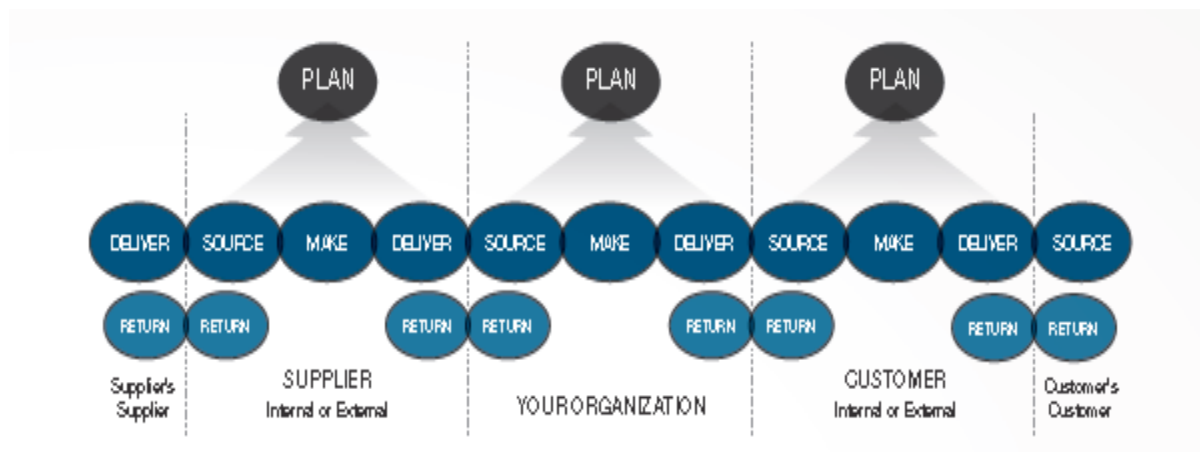 PLAN PLAN PLAN
DELIVER SOURCE MAKE DELIVER SOURCE MAKE DELIVER SOURCE MAKE DELIVER SOURCE
RETURN RETURN RETURN RETURN RETURN RETURN RETURN RETURN
Supplier's
Supplier
SUPPLIER
Internal or External
YOUR ORGANIZATION
CUSTOMER
Internal or External
Customer's
Customer